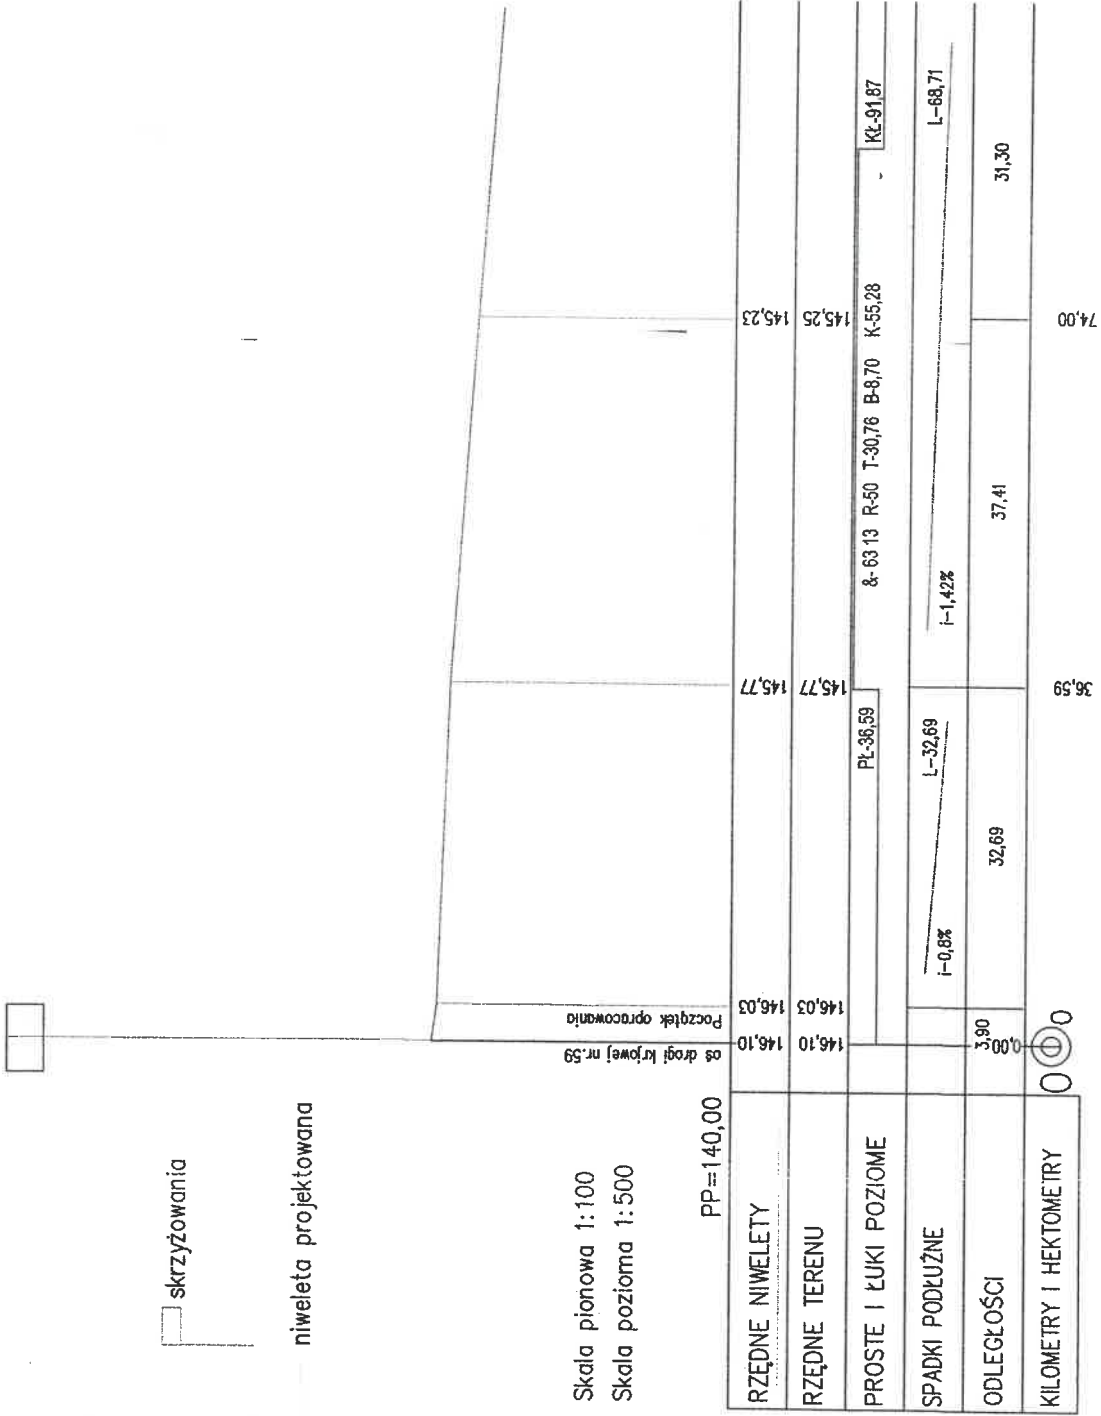 skrzyżowania
niweleta projektowana
Skala pionowa 1:100
Skala pozioma 1:500
PP=140,00
oś drogi krjowej nr.59
Początek opracowania
RZĘDNE NIWELETY
146,10
146,03
145,77
145,23
RZĘDNE TERENU
146,10
146,03
145,77
145,25
PROSTE I ŁUKI POZIOME
PŁ-36,59
&- 63 13 R-50 T-30,76 B-8,70 K-55,28
KŁ-91,87
SPADKI PODŁUŻNE
i-0,8%
L-32,69
i-1,42%
L-68,71
ODLEGŁOŚCI
3,90
32,69
37,41
31,30
KILOMETRY I HEKTOMETRY
0,00
0 0
36,59
74,00